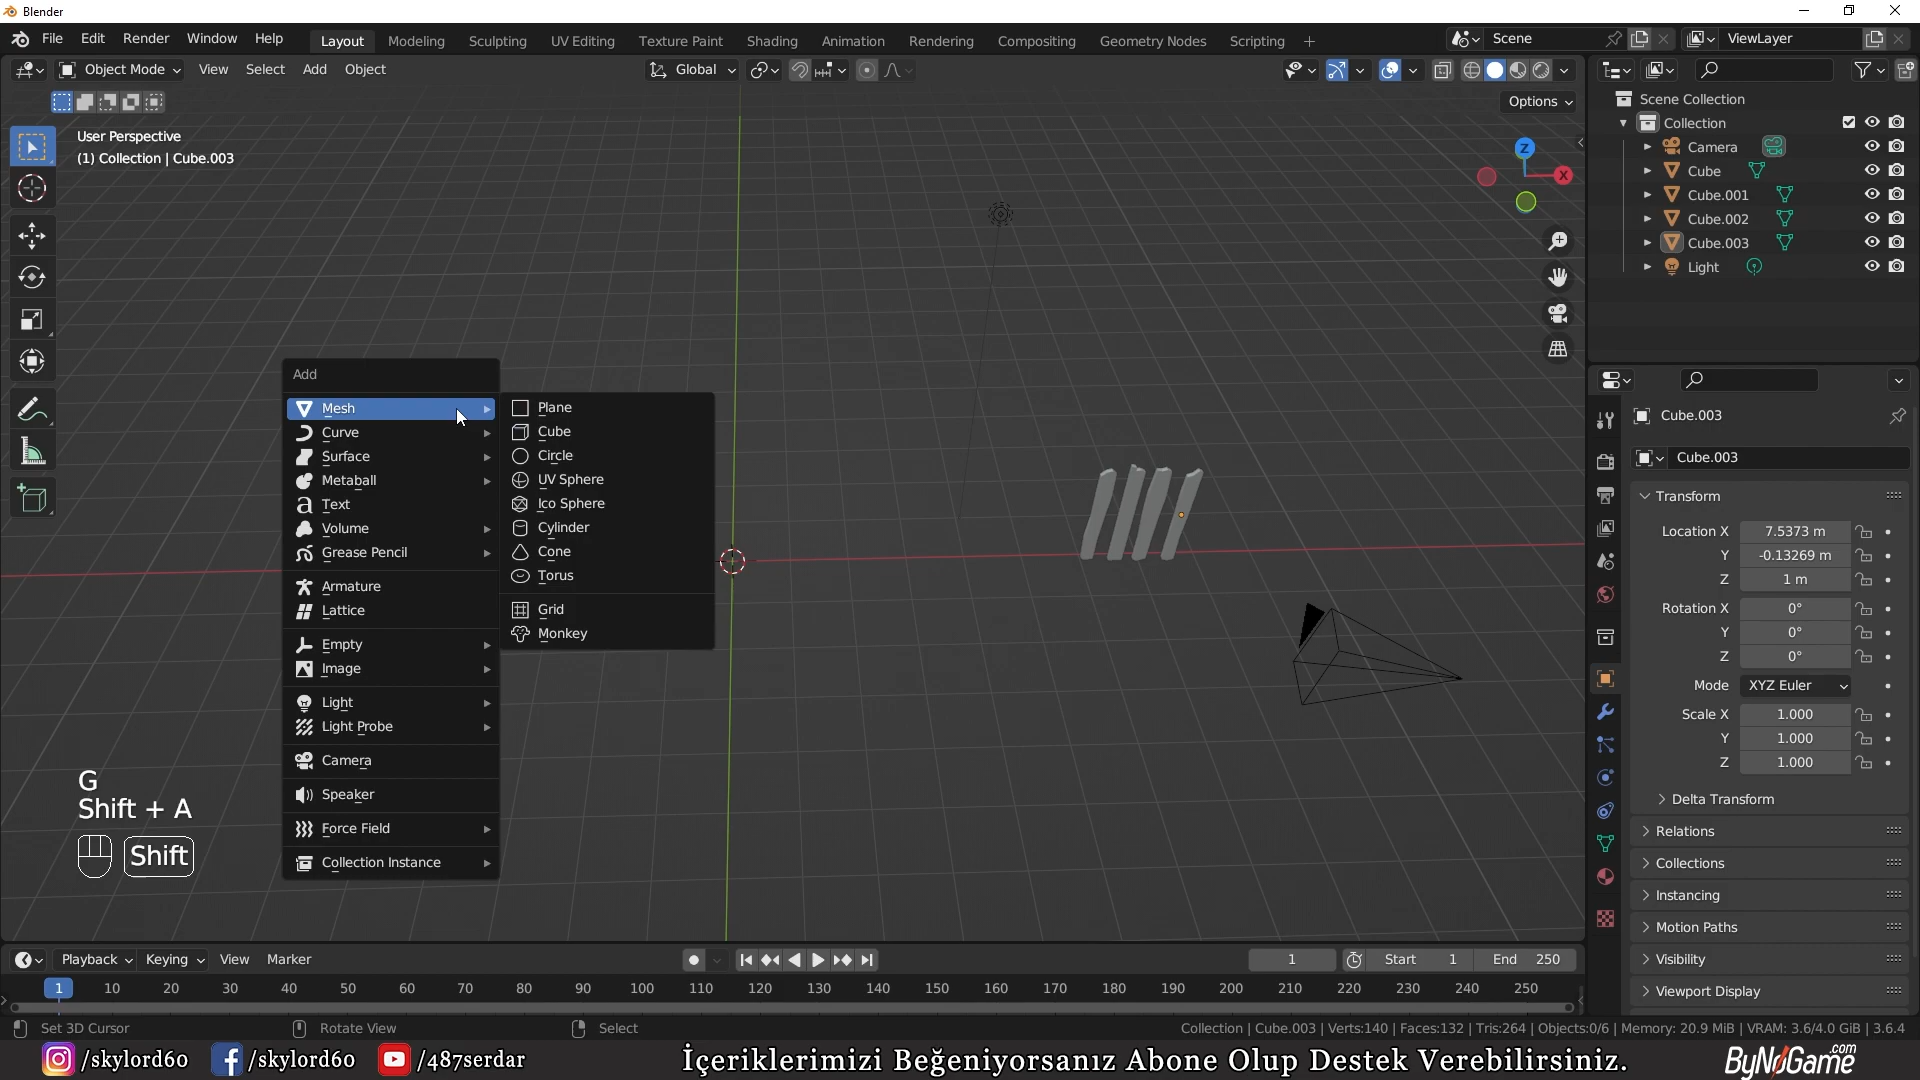 Blender
File Edit Render Window Help
Layout Modeling Sculpting UV Editing Texture Paint Shading Animation Rendering Compositing Geometry Nodes Scripting +
Scene
ViewLayer
Object Mode View Select Add Object
Global
Options
User Perspective
(1) Collection | Cube.003
Z
X
Scene Collection
Collection
Camera
Cube
Cube.001
Cube.002
Cube.003
Light
Add
Mesh
Curve
Surface
Metaball
Text
Volume
Grease Pencil
Armature
Lattice
Empty
Image
Light
Light Probe
Camera
Speaker
Force Field
Collection Instance
Plane
Cube
Circle
UV Sphere
Ico Sphere
Cylinder
Cone
Torus
Grid
Monkey
G
Shift + A
Shift
Cube.003
Cube.003
Transform
Location X 7.5373 m
Y -0.13269 m
Z 1 m
Rotation X 0°
Y 0°
Z 0°
Mode XYZ Euler
Scale X 1.000
Y 1.000
Z 1.000
Delta Transform
Relations
Collections
Instancing
Motion Paths
Visibility
Viewport Display
Playback Keying View Marker
1 Start 1 End 250
1 10 20 30 40 50 60 70 80 90 100 110 120 130 140 150 160 170 180 190 200 210 220 230 240 250
Set 3D Cursor Rotate View Select
Collection | Cube.003 | Verts:140 | Faces:132 | Tris:264 | Objects:0/6 | Memory: 20.9 MiB | VRAM: 3.6/4.0 GiB | 3.6.4
/skylord60 /skylord60 /487serdar
İçeriklerimizi Beğeniyorsanız Abone Olup Destek Verebilirsiniz.
ByNoGame.com